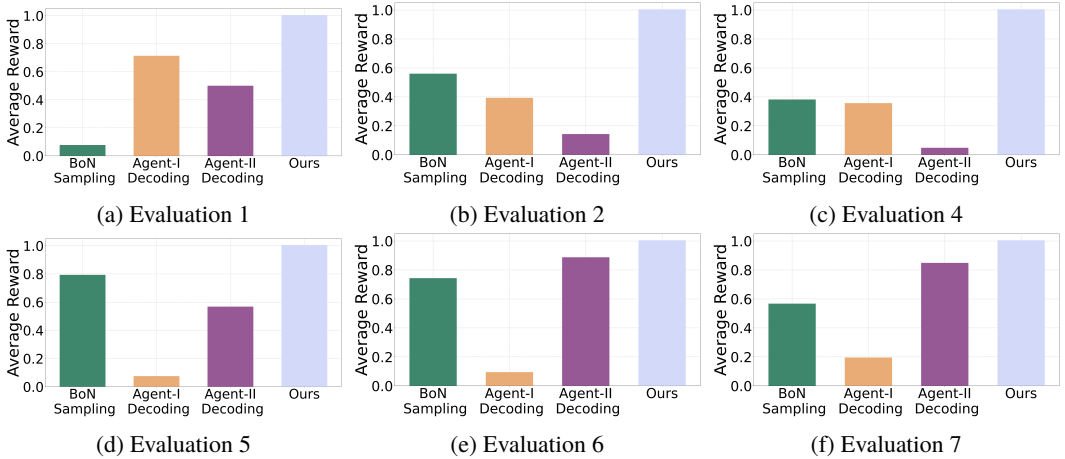 Average Reward
1.0
0.8
0.6
0.4
0.2
0.0
BoN Agent-I Agent-II Ours
Sampling Decoding Decoding
(a) Evaluation 1
Average Reward
1.0
0.8
0.6
0.4
0.2
0.0
BoN Agent-I Agent-II Ours
Sampling Decoding Decoding
(b) Evaluation 2
Average Reward
1.0
0.8
0.6
0.4
0.2
0.0
BoN Agent-I Agent-II Ours
Sampling Decoding Decoding
(c) Evaluation 4
Average Reward
1.0
0.8
0.6
0.4
0.2
0.0
BoN Agent-I Agent-II Ours
Sampling Decoding Decoding
(d) Evaluation 5
Average Reward
1.0
0.8
0.6
0.4
0.2
0.0
BoN Agent-I Agent-II Ours
Sampling Decoding Decoding
(e) Evaluation 6
Average Reward
1.0
0.8
0.6
0.4
0.2
0.0
BoN Agent-I Agent-II Ours
Sampling Decoding Decoding
(f) Evaluation 7